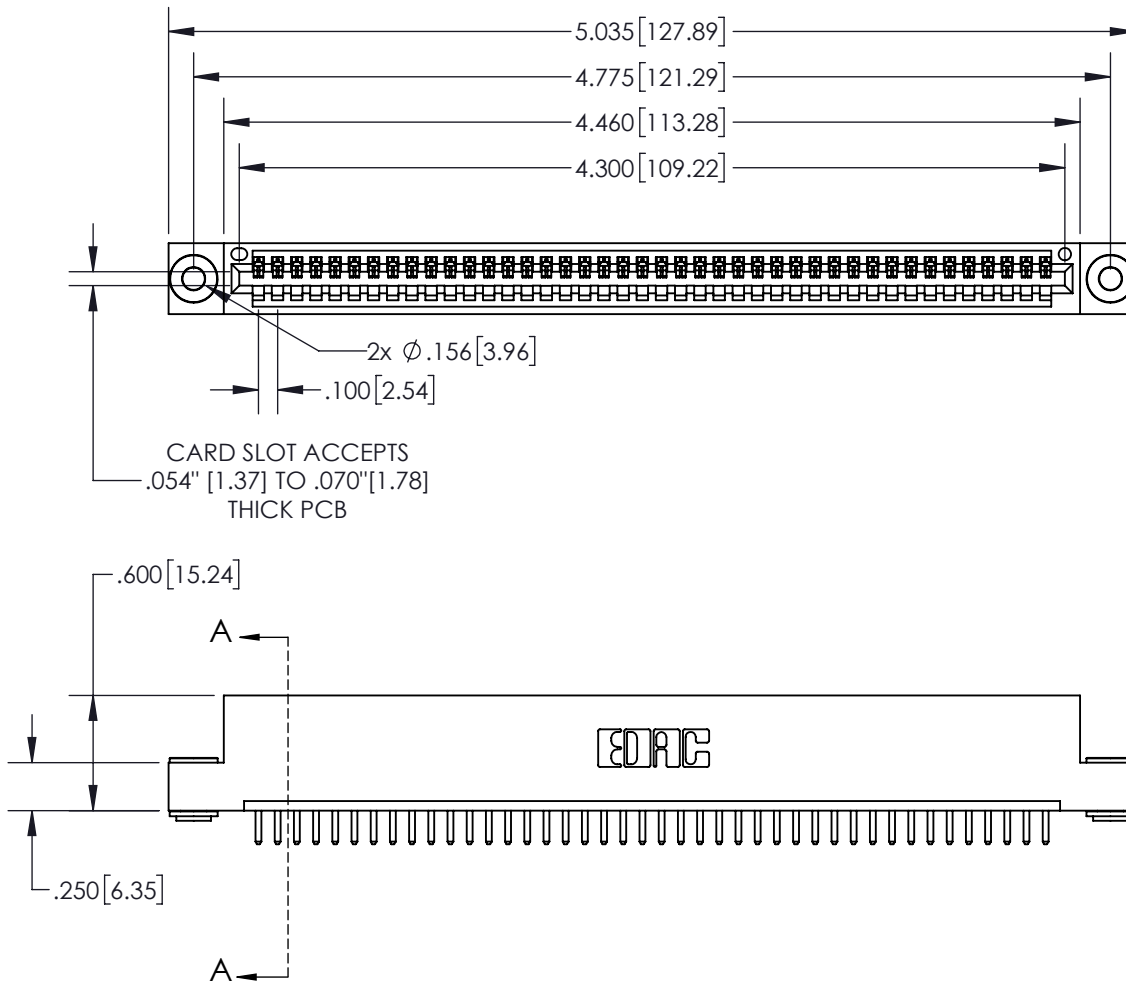 5.035[127.89]
4.775[121.29]
4.460[113.28]
4.300[109.22]
2x Ø.156[3.96]
.100[2.54]
CARD SLOT ACCEPTS
.054" [1.37] TO .070"[1.78]
THICK PCB
.600[15.24]
A
EDAC
.250[6.35]
A